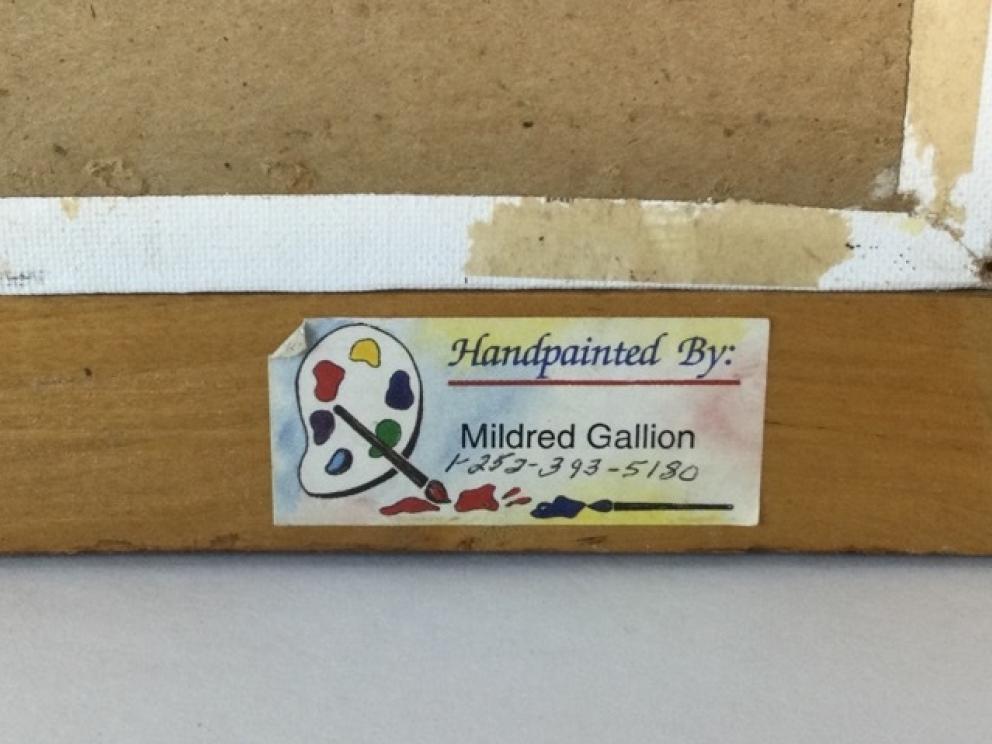 Handpainted By:
Mildred Gallion
1-252-393-5180